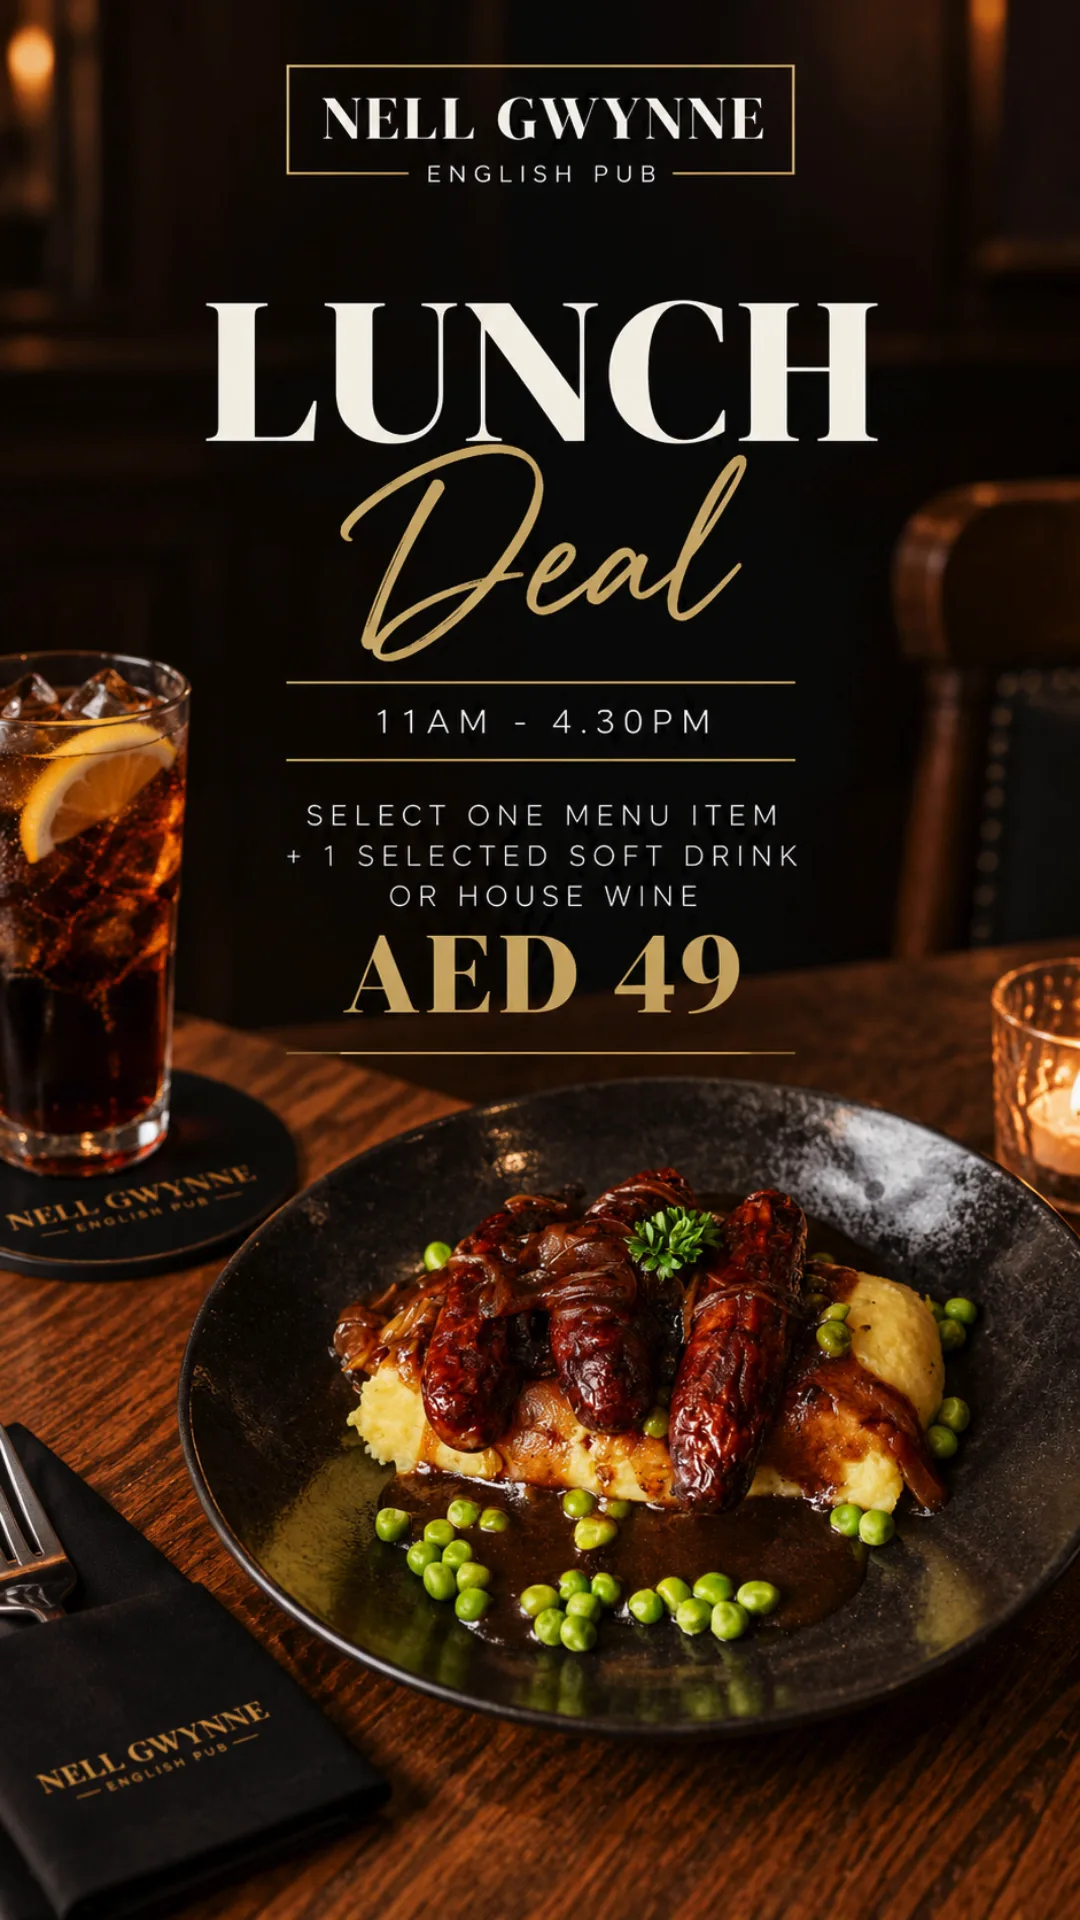 NELL GWYNNE
ENGLISH PUB
LUNCH
Deal
11AM - 4.30PM
SELECT ONE MENU ITEM
+ 1 SELECTED SOFT DRINK
OR HOUSE WINE
AED 49
NELL GWYNNE
ENGLISH PUB
NELL GWYNNE
ENGLISH PUB